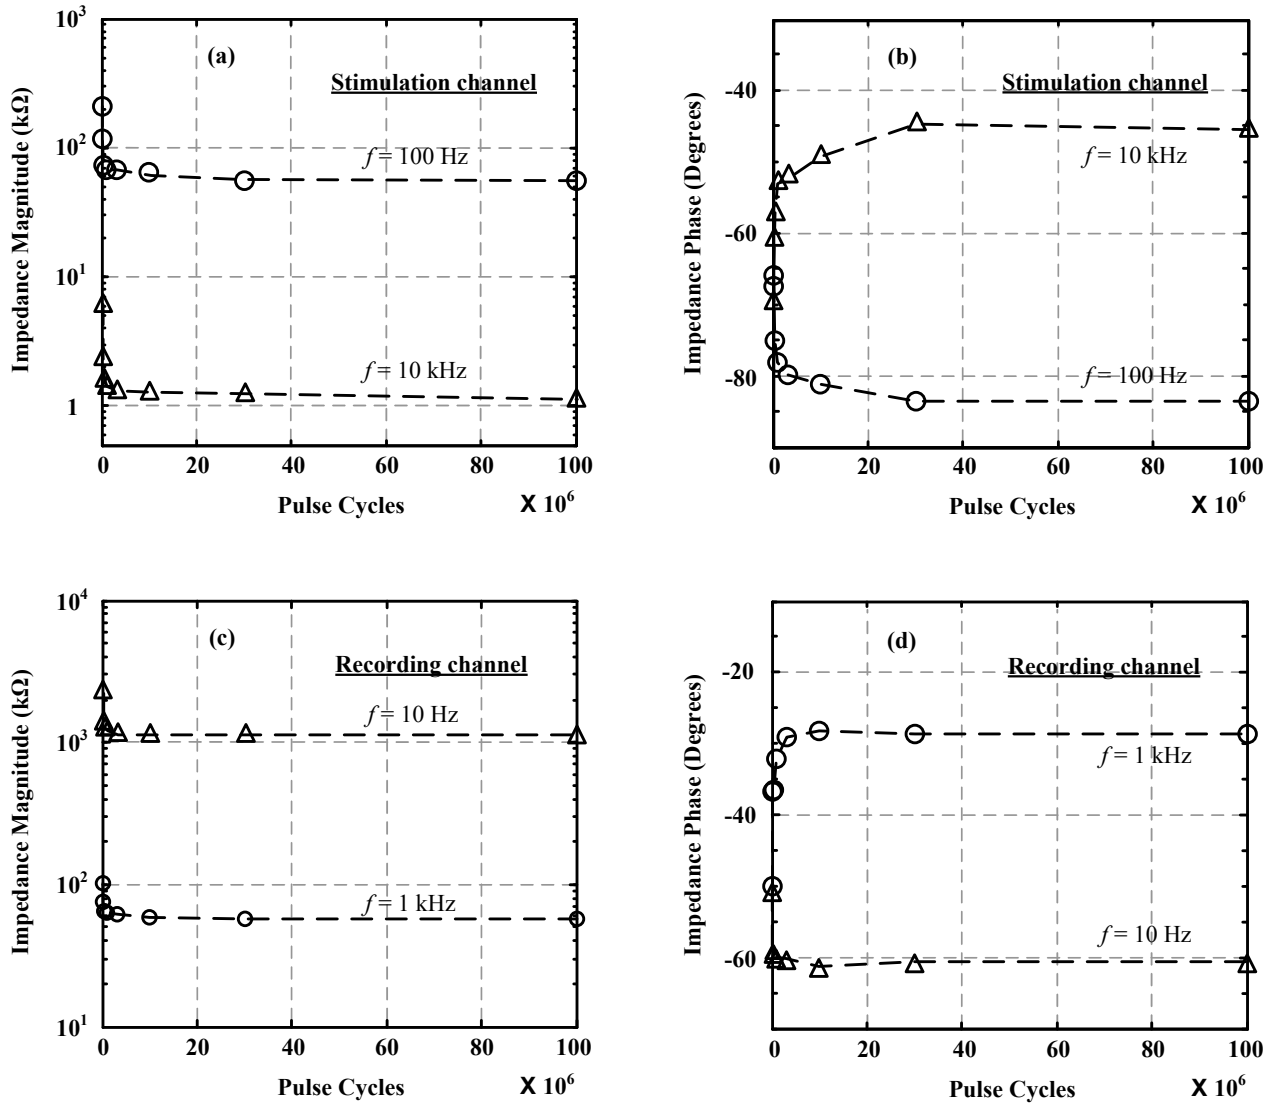 (a)
Stimulation channel
Impedance Magnitude (kΩ)
10³
10²
10¹
1
f = 100 Hz
f = 10 kHz
0 20 40 60 80 100
Pulse Cycles X 10⁶
(b)
Stimulation channel
Impedance Phase (Degrees)
-40
-60
-80
f = 10 kHz
f = 100 Hz
0 20 40 60 80 100
Pulse Cycles X 10⁶
(c)
Recording channel
Impedance Magnitude (kΩ)
10⁴
10³
10²
10¹
f = 10 Hz
f = 1 kHz
0 20 40 60 80 100
Pulse Cycles X 10⁶
(d)
Recording channel
Impedance Phase (Degrees)
-20
-40
-60
f = 1 kHz
f = 10 Hz
0 20 40 60 80 100
Pulse Cycles X 10⁶